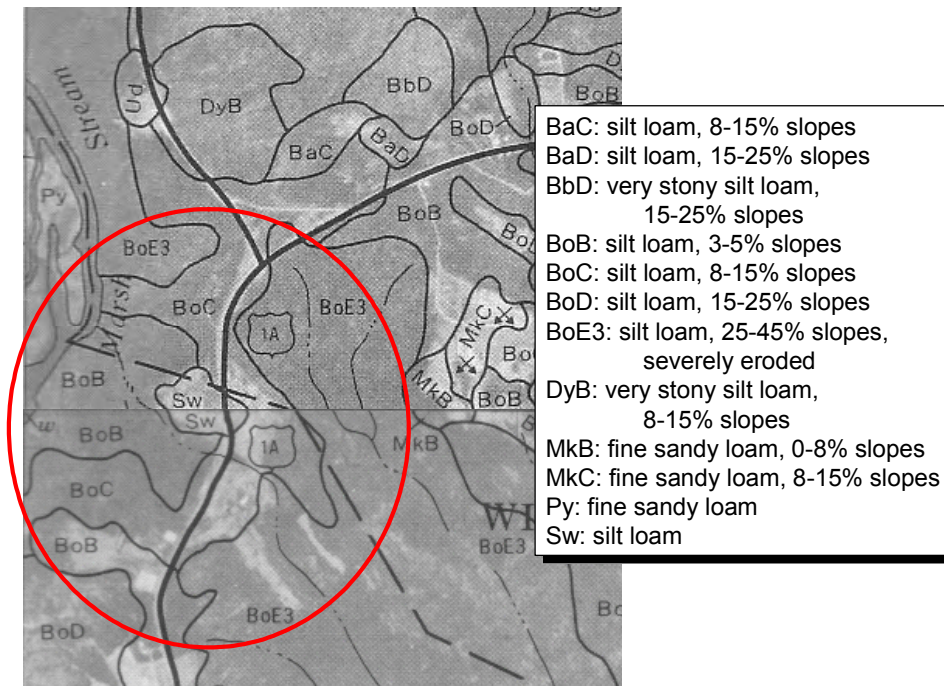 Stream
Ud
DyB
BbD
BoD
BoB
BaC
BaD
Py
BoB
BoE3
BoC
BoE3
1A
Marsh
MkC
MkB
BoB
BoB
Sw
Sw
BoB
1A
MkB
BoC
BoB
BoE3
BoE3
BoD
BaC: silt loam, 8-15% slopes
BaD: silt loam, 15-25% slopes
BbD: very stony silt loam,
15-25% slopes
BoB: silt loam, 3-5% slopes
BoC: silt loam, 8-15% slopes
BoD: silt loam, 15-25% slopes
BoE3: silt loam, 25-45% slopes,
severely eroded
DyB: very stony silt loam,
8-15% slopes
MkB: fine sandy loam, 0-8% slopes
MkC: fine sandy loam, 8-15% slopes
Py: fine sandy loam
Sw: silt loam